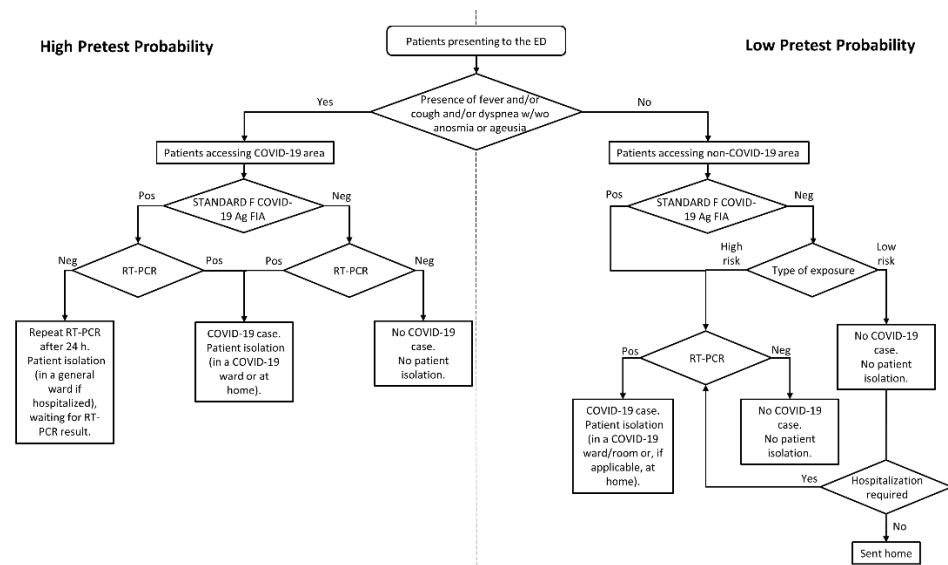 High Pretest Probability
Patients presenting to the ED
Low Pretest Probability
Yes
Presence of fever and/or
cough and/or dyspnea w/wo
anosmia or ageusia
No
Patients accessing COVID-19 area
Patients accessing non-COVID-19 area
Pos
STANDARD F COVID-
19 Ag FIA
Neg
Pos
STANDARD F COVID-
19 Ag FIA
Neg
Neg
RT-PCR
Pos
Pos
RT-PCR
Neg
High
risk
Type of exposure
Low
risk
Repeat RT-PCR
after 24 h.
Patient isolation
(in a general
ward if
hospitalized),
waiting for RT-
PCR result.
COVID-19 case.
Patient isolation
(in a COVID-19
ward or at
home).
No COVID-19
case.
No patient
isolation.
Pos
RT-PCR
Neg
No COVID-19
case.
No patient
isolation.
COVID-19 case.
Patient isolation
(in a COVID-19
ward/room or, if
applicable, at
home).
No COVID-19
case.
No patient
isolation.
Yes
Hospitalization
required
No
Sent home